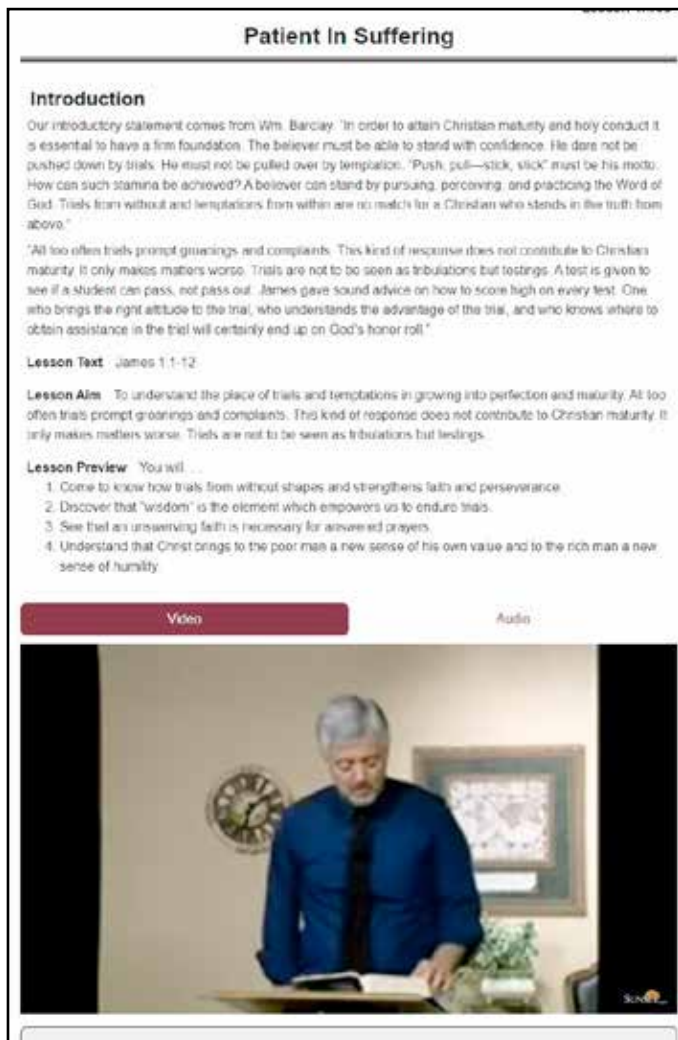 Patient In Suffering
Introduction
Our introductory statement comes from Wm. Barclay. "In order to attain Christian maturity and holy conduct it
is essential to have a firm foundation. The believer must be able to stand with confidence. He dare not be
pushed down by trials. He must not be pulled over by temptation. "Push, pull—stick, stick" must be his motto.
How can such stamina be achieved? A believer can stand by pursuing, perceiving, and practicing the Word of
God. Trials from without and temptations from within are no match for a Christian who stands in the truth from
above."
"All too often trials prompt groanings and complaints. This kind of response does not contribute to Christian
maturity. It only makes matters worse. Trials are not to be seen as tribulations but testings. A test is given to
see if a student can pass, not pass out. James gave sound advice on how to score high on every test. One
who brings the right attitude to the trial, who understands the advantage of the trial, and who knows where to
obtain assistance in the trial will certainly end up on God's honor roll."
Lesson Text James 1:1-12
Lesson Aim To understand the place of trials and temptations in growing into perfection and maturity. All too
often trials prompt groanings and complaints. This kind of response does not contribute to Christian maturity. It
only makes matters worse. Trials are not to be seen as tribulations but testings.
Lesson Preview You will . . .
1. Come to know how trials from without shapes and strengthens faith and perseverance.
2. Discover that "wisdom" is the element which empowers us to endure trials.
3. See that an unswerving faith is necessary for answered prayers.
4. Understand that Christ brings to the poor man a new sense of his own value and to the rich man a new
sense of humility.
Video Audio